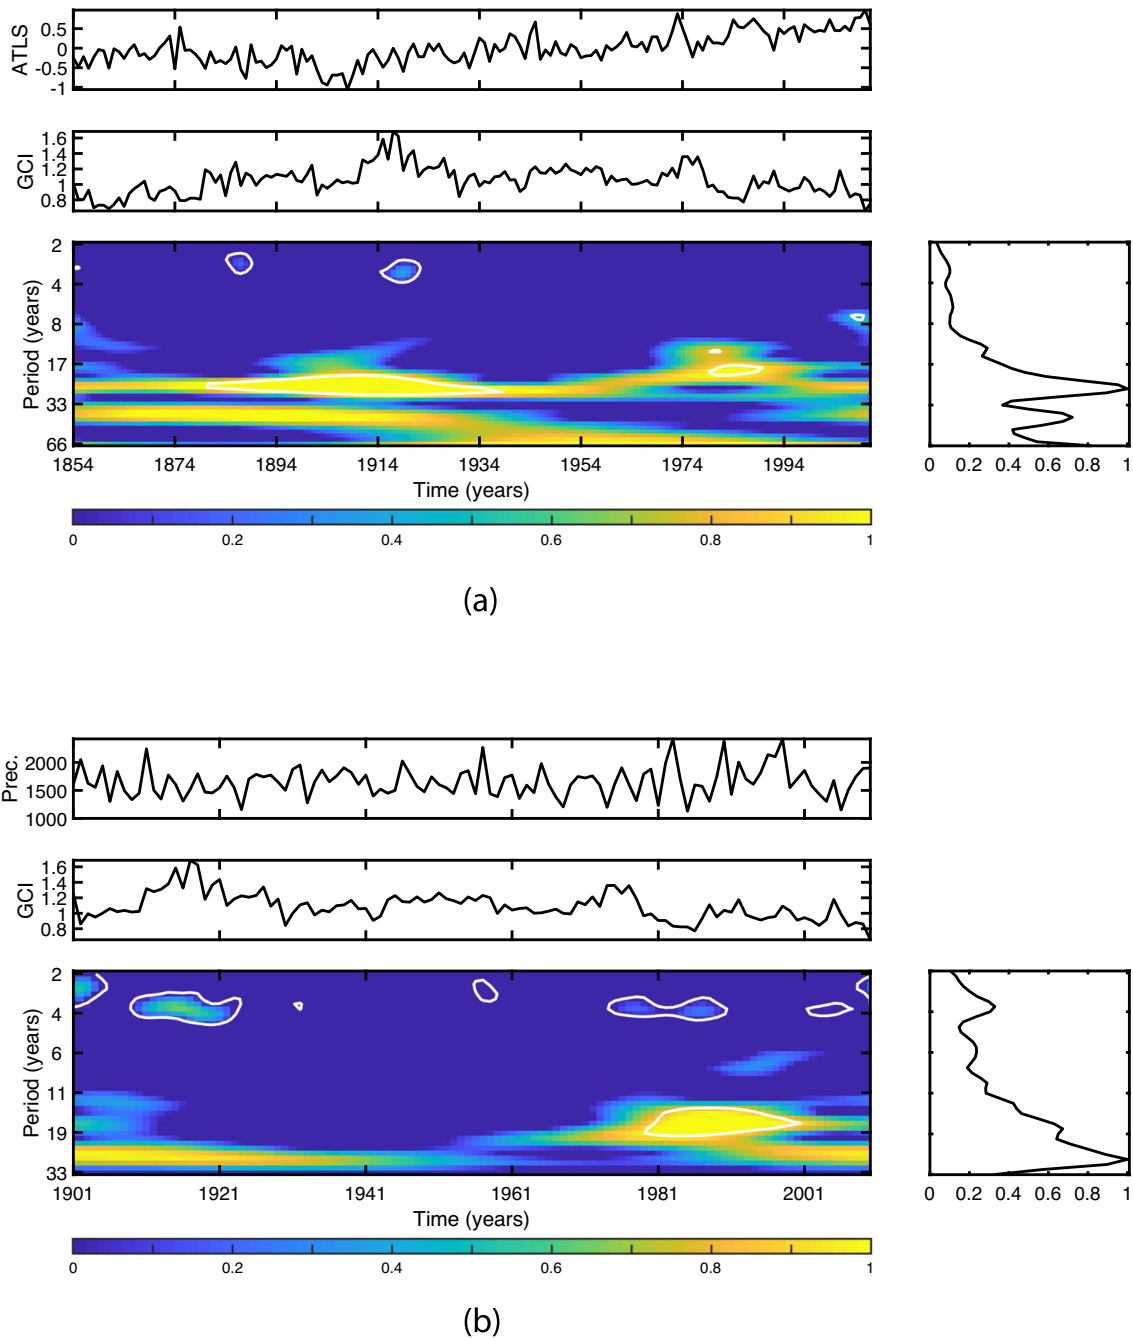 ATLS
0.5
0
-0.5
-1
GCI
1.6
1.4
1.2
1
0.8
Period (years)
2
4
8
17
33
66
1854 1874 1894 1914 1934 1954 1974 1994
Time (years)
0 0.2 0.4 0.6 0.8 1
0 0.2 0.4 0.6 0.8 1
(a)
Prec.
2000
1500
1000
GCI
1.6
1.4
1.2
1
0.8
Period (years)
2
4
6
11
19
33
1901 1921 1941 1961 1981 2001
Time (years)
0 0.2 0.4 0.6 0.8 1
0 0.2 0.4 0.6 0.8 1
(b)